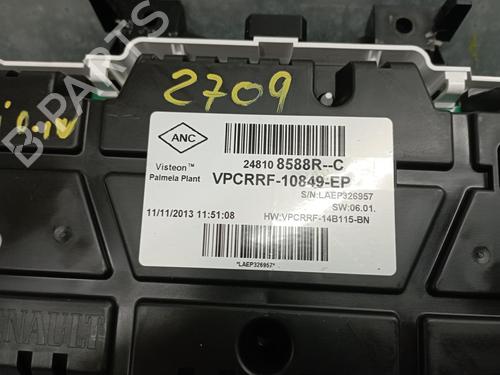 B-PARTS
2709
ANC
Visteon™
Palmela Plant
24810 8588R--C
VPCRRF-10849-EP
S/N:LAEP326957
SW:06.01.
11/11/2013 11:51:08
HW:VPCRRF-14B115-BN
*LAEP326957*
RENAULT